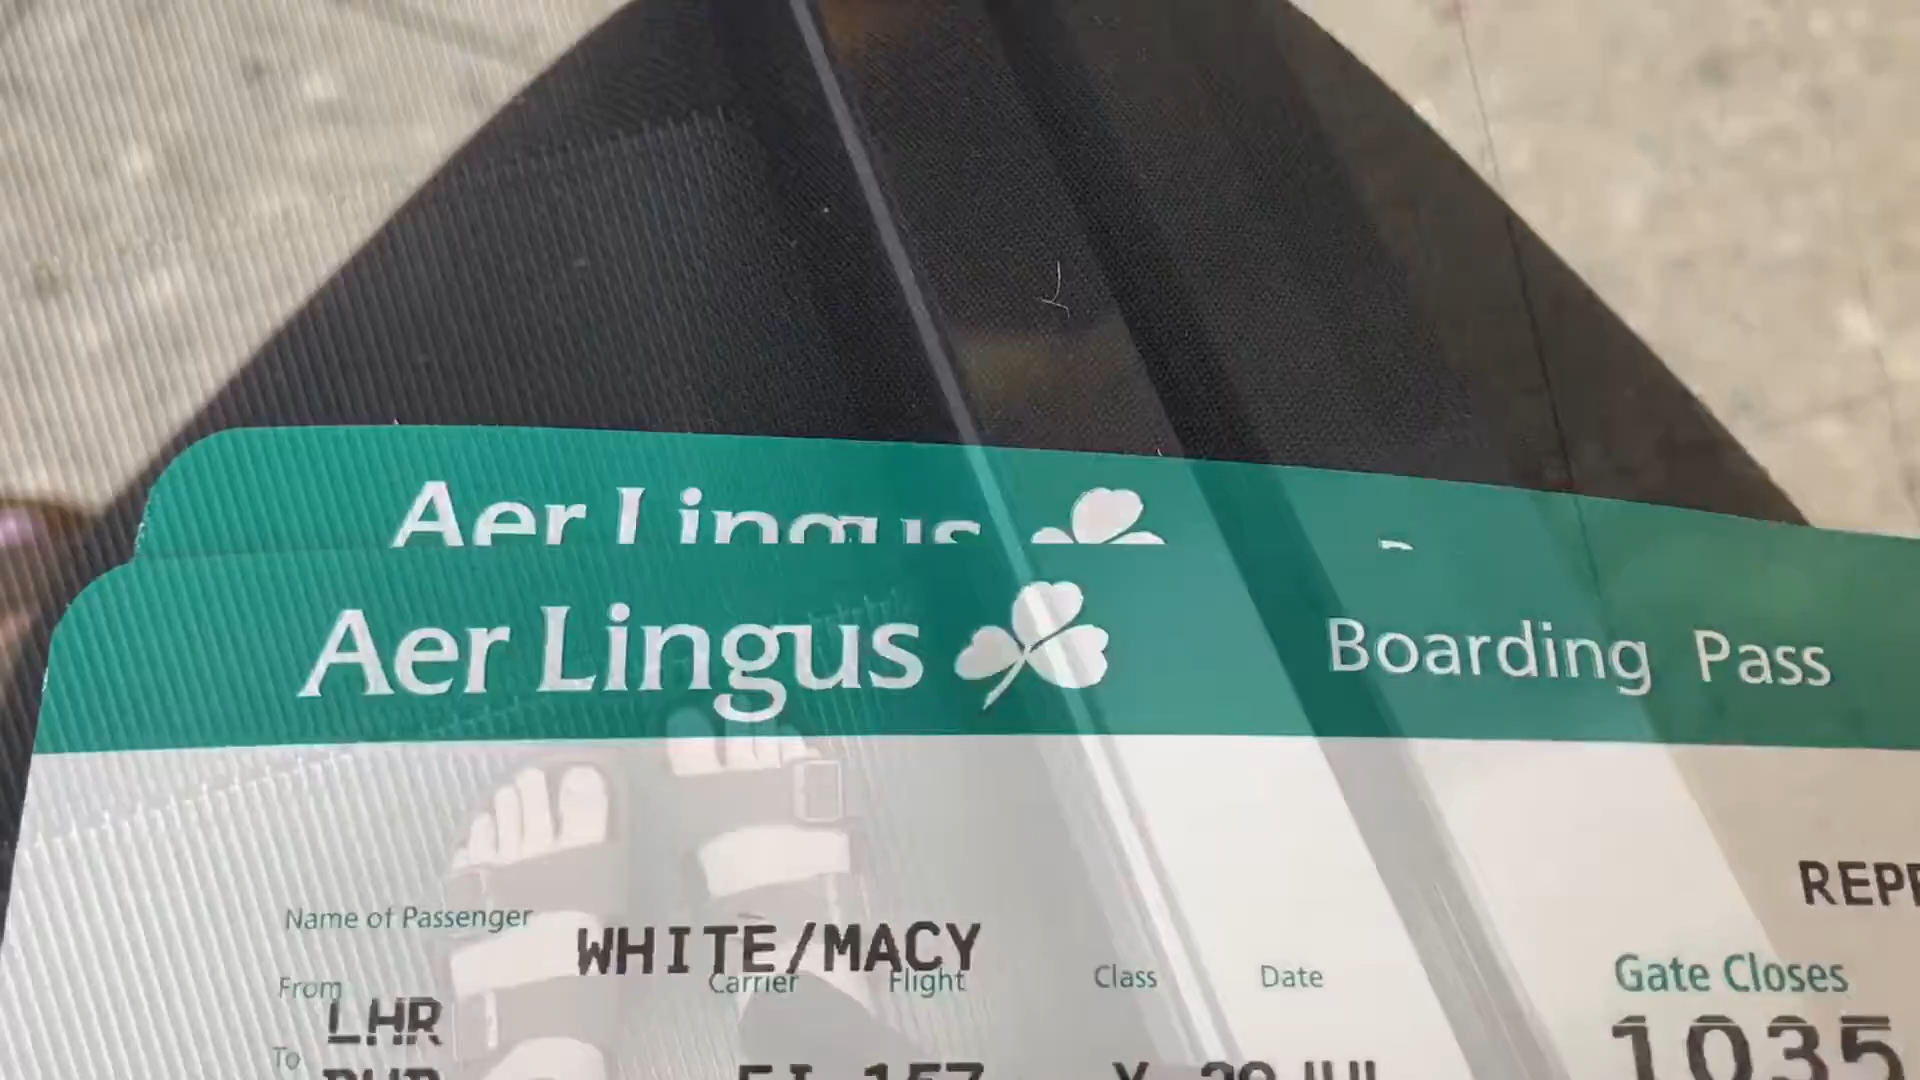 Aer Lingus
Aer Lingus Boarding Pass
Name of Passenger
WHITE/MACY
From Carrier Flight Class Date Gate Closes
LHR 1035
To